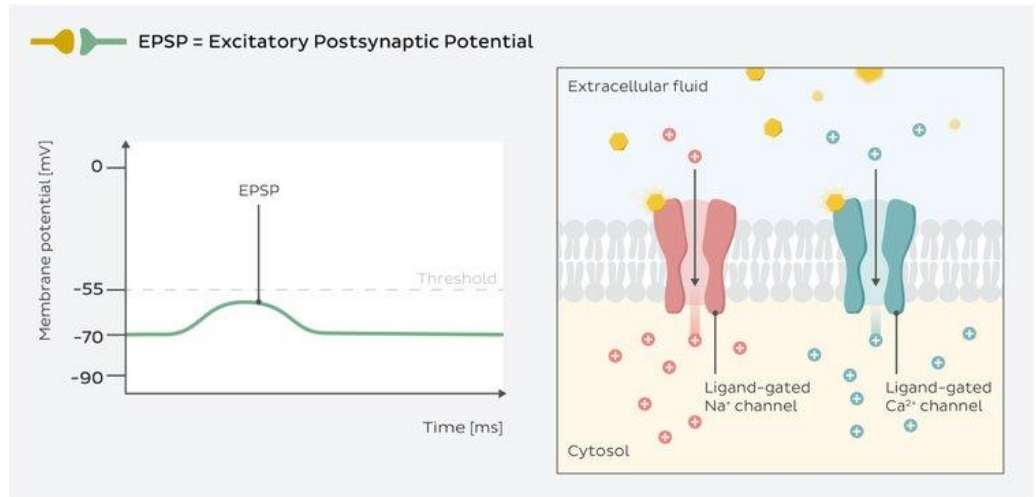 EPSP = Excitatory Postsynaptic Potential
Membrane potential [mV]
0
-55
-70
-90
EPSP
Threshold
Time [ms]
Extracellular fluid
Ligand-gated
Na⁺ channel
Ligand-gated
Ca²⁺ channel
Cytosol